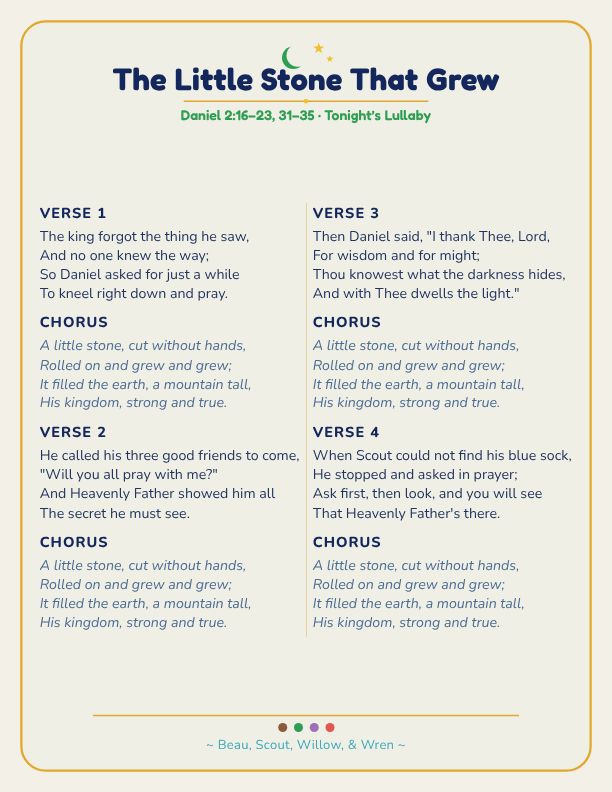 The Little Stone That Grew
Daniel 2:16–23, 31–35 · Tonight's Lullaby
VERSE 1
The king forgot the thing he saw,
And no one knew the way;
So Daniel asked for just a while
To kneel right down and pray.
CHORUS
A little stone, cut without hands,
Rolled on and grew and grew;
It filled the earth, a mountain tall,
His kingdom, strong and true.
VERSE 2
He called his three good friends to come,
"Will you all pray with me?"
And Heavenly Father showed him all
The secret he must see.
CHORUS
A little stone, cut without hands,
Rolled on and grew and grew;
It filled the earth, a mountain tall,
His kingdom, strong and true.
VERSE 3
Then Daniel said, "I thank Thee, Lord,
For wisdom and for might;
Thou knowest what the darkness hides,
And with Thee dwells the light."
CHORUS
A little stone, cut without hands,
Rolled on and grew and grew;
It filled the earth, a mountain tall,
His kingdom, strong and true.
VERSE 4
When Scout could not find his blue sock,
He stopped and asked in prayer;
Ask first, then look, and you will see
That Heavenly Father's there.
CHORUS
A little stone, cut without hands,
Rolled on and grew and grew;
It filled the earth, a mountain tall,
His kingdom, strong and true.
~ Beau, Scout, Willow, & Wren ~